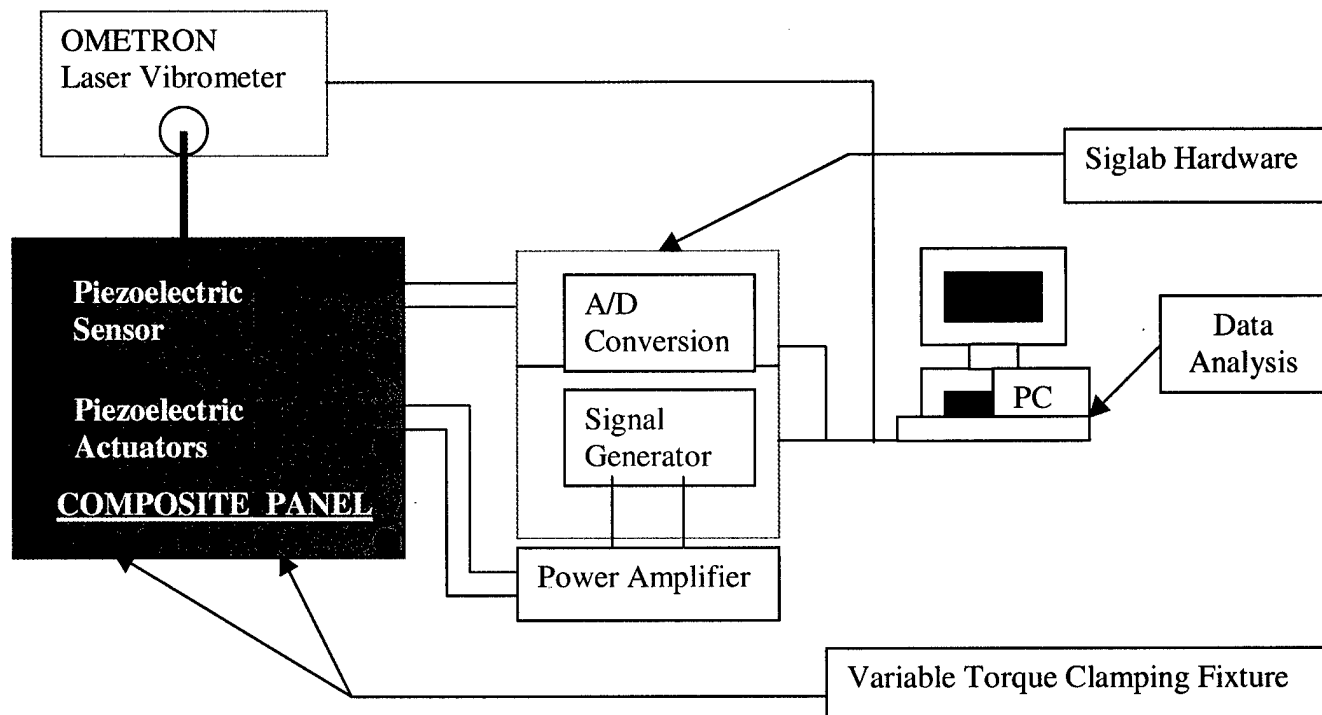 OMETRON
Laser Vibrometer
Siglab Hardware
Piezoelectric
Sensor
A/D
Conversion
Data
Analysis
PC
Piezoelectric
Actuators
Signal
Generator
COMPOSITE PANEL
Power Amplifier
Variable Torque Clamping Fixture